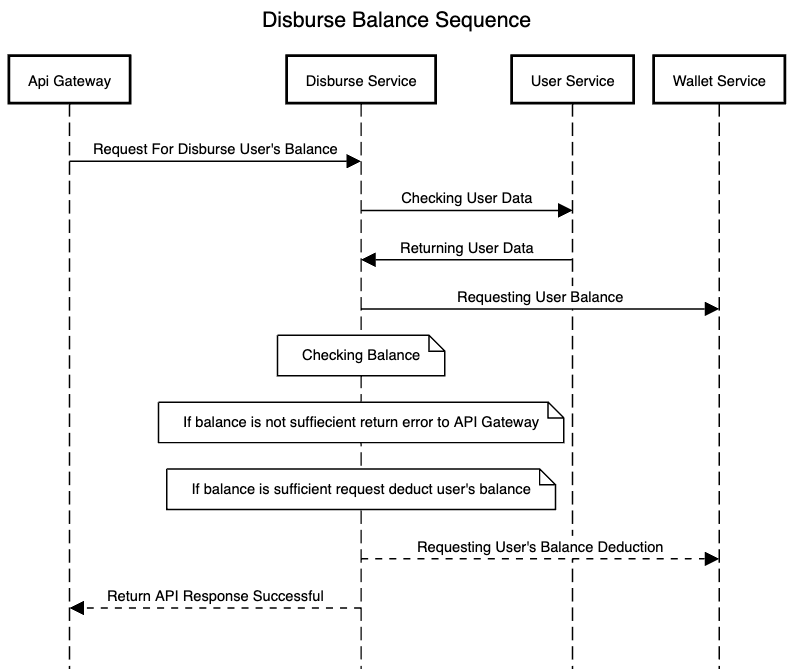 Disburse Balance Sequence
Api Gateway
Disburse Service
User Service
Wallet Service
Request For Disburse User's Balance
Checking User Data
Returning User Data
Requesting User Balance
Checking Balance
If balance is not suffiecient return error to API Gateway
If balance is sufficient request deduct user's balance
Requesting User's Balance Deduction
Return API Response Successful